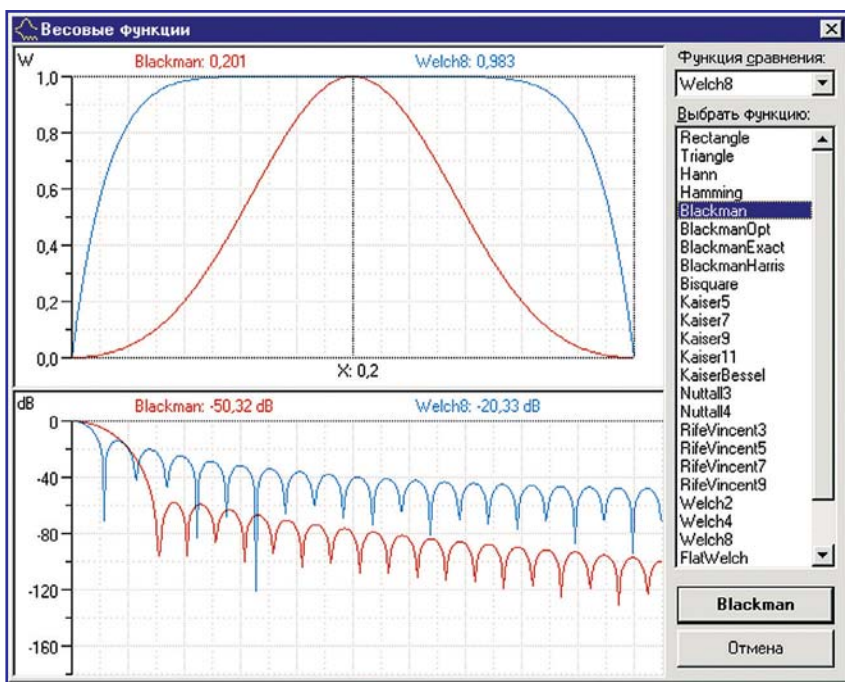 Весовые функции
W
Blackman: 0,201
Welch8: 0,983
1,0
0,8
0,6
0,4
0,2
0,0
X: 0,2
dB
Blackman: -50,32 dB
Welch8: -20,33 dB
0
-40
-80
-120
-160
Функция сравнения:
Welch8
Выбрать функцию:
Rectangle
Triangle
Hann
Hamming
Blackman
BlackmanOpt
BlackmanExact
BlackmanHarris
Bisquare
Kaiser5
Kaiser7
Kaiser9
Kaiser11
KaiserBessel
Nuttall3
Nuttall4
RifeVincent3
RifeVincent5
RifeVincent7
RifeVincent9
Welch2
Welch4
Welch8
FlatWelch
Blackman
Отмена